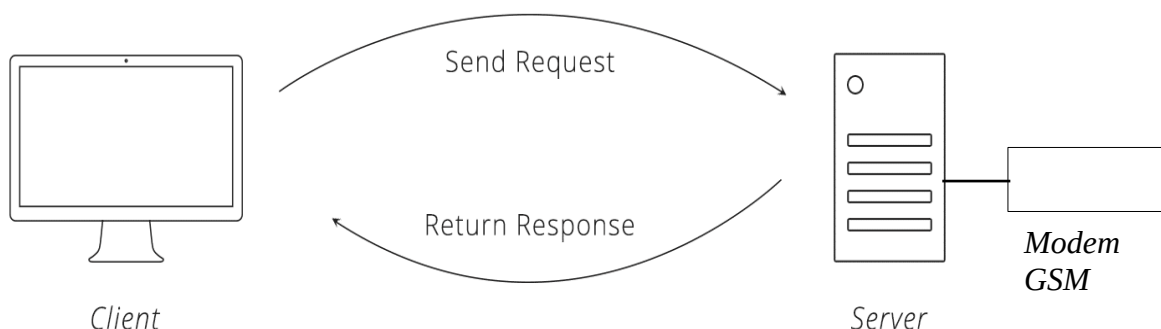 Send Request
Return Response
Modem
GSM
Client
Server